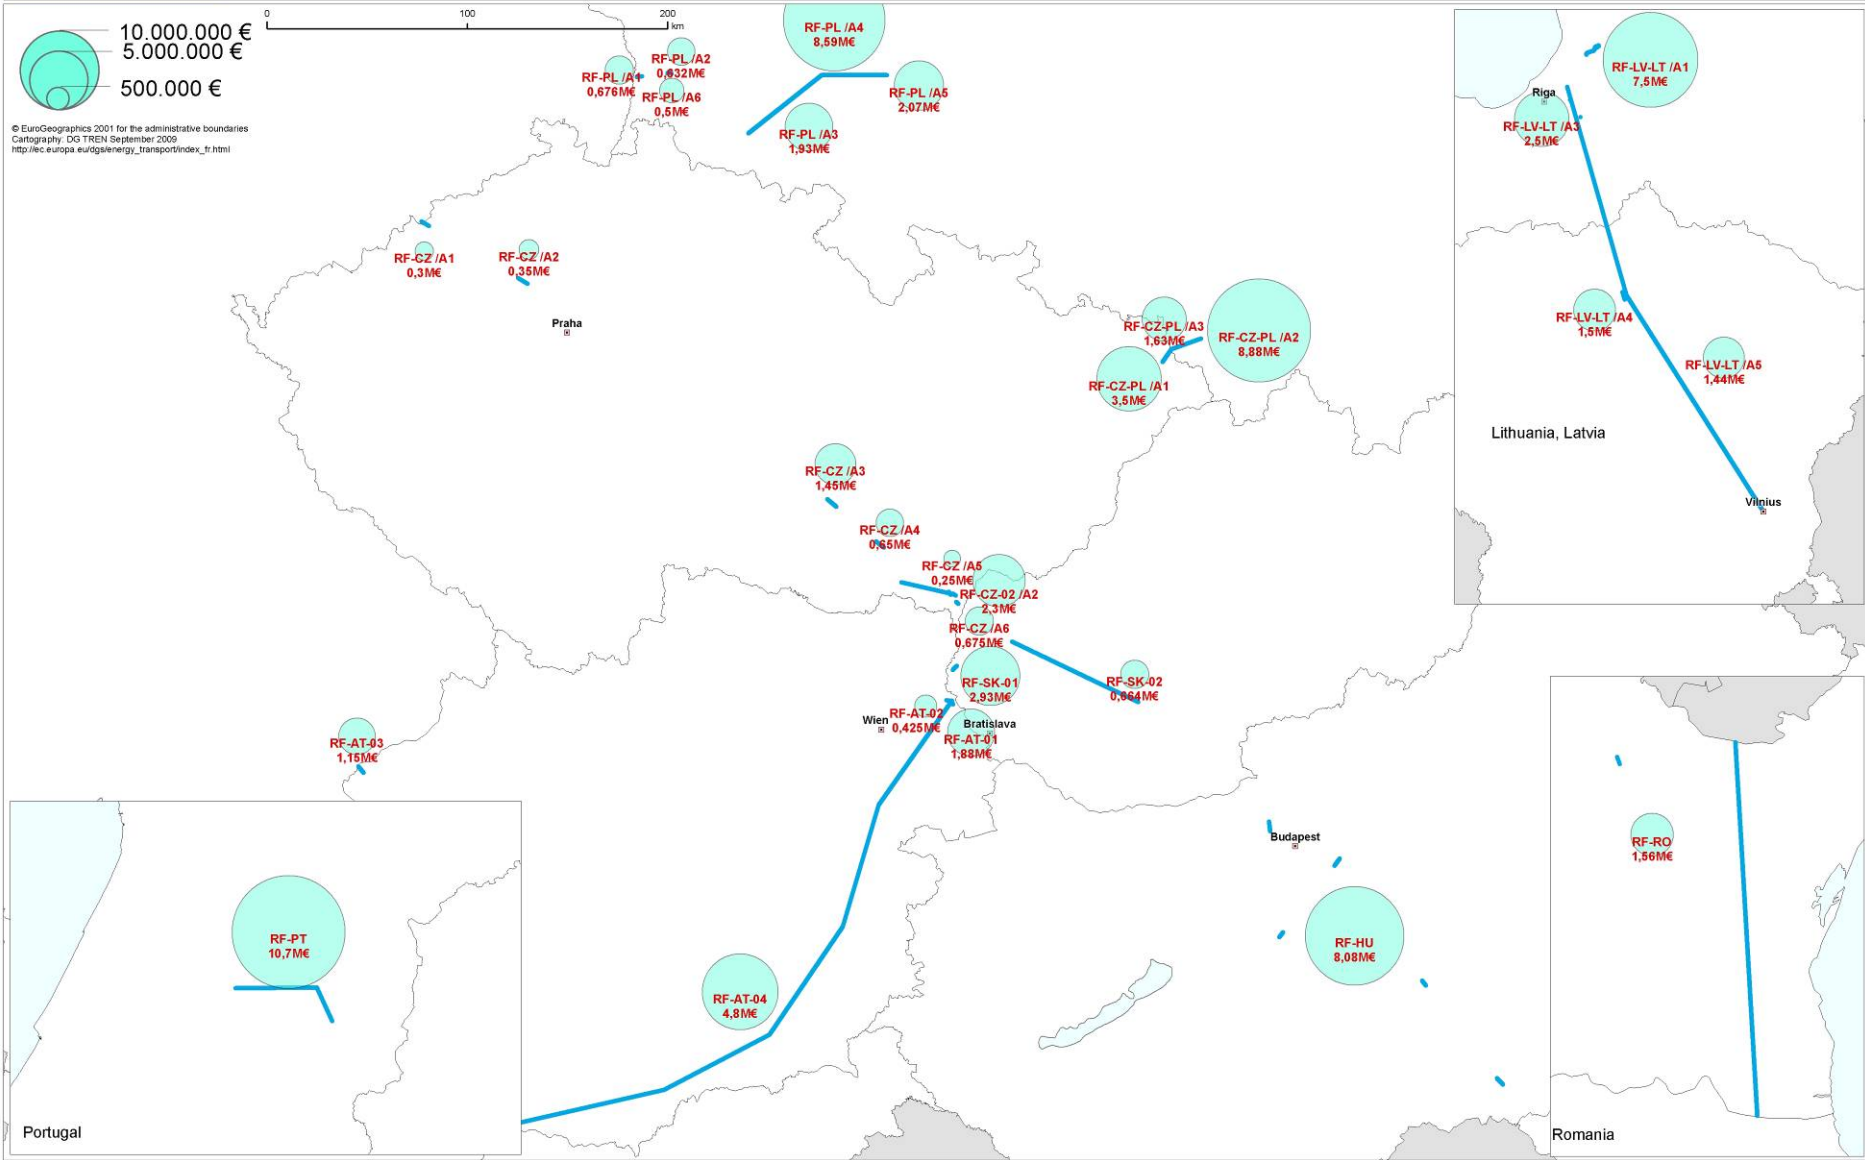 10.000.000 €
5.000.000 €
500.000 €
© EuroGeographics 2001 for the administrative boundaries
Cartography: DG TREN September 2009
http://ec.europa.eu/dgs/energy_transport/index_fr.html
0 100 200
km
RF-PL /A4
8,59M€
RF-PL /A2
0,632M€
RF-PL /A1
0,676M€
RF-PL /A6
0,5M€
RF-PL /A5
2,07M€
RF-PL /A3
1,93M€
RF-CZ /A1
0,3M€
RF-CZ /A2
0,35M€
Praha
RF-CZ-PL /A3
1,63M€
RF-CZ-PL /A2
8,88M€
RF-CZ-PL /A1
3,5M€
RF-CZ /A3
1,45M€
RF-CZ /A4
0,65M€
RF-CZ /A5
0,25M€
RF-CZ-02 /A2
2,3M€
RF-CZ /A6
0,675M€
RF-SK-01
2,93M€
RF-SK-02
0,664M€
RF-AT-02
0,425M€
Wien
Bratislava
RF-AT-01
1,88M€
RF-AT-03
1,15M€
Budapest
RF-HU
8,08M€
RF-AT-04
4,8M€
RF-PT
10,7M€
Portugal
RF-LV-LT /A1
7,5M€
Riga
RF-LV-LT /A3
2,5M€
RF-LV-LT /A4
1,5M€
RF-LV-LT /A5
1,44M€
Lithuania, Latvia
Vilnius
RF-RO
1,56M€
Romania